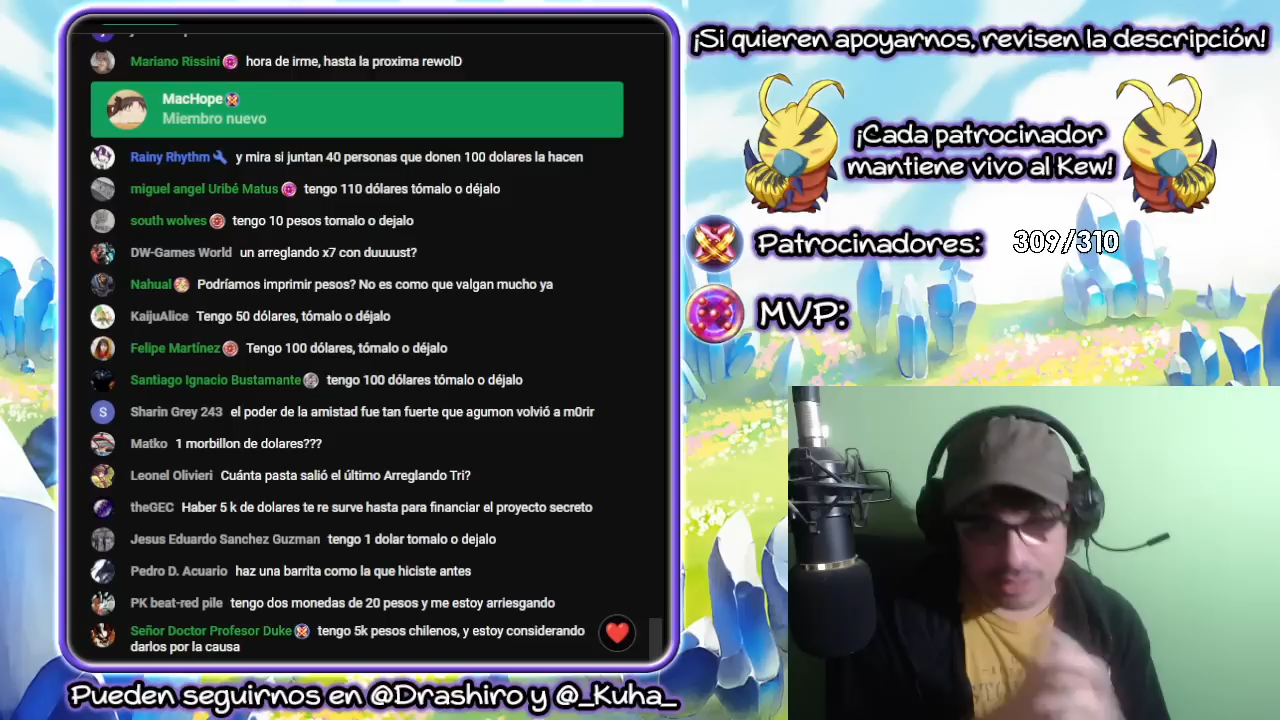 Mariano Rissini hora de irme, hasta la proxima rewolD
MacHope
Miembro nuevo
Rainy Rhythm y mira si juntan 40 personas que donen 100 dolares la hacen
miguel angel Uribé Matus tengo 110 dólares tómalo o déjalo
south wolves tengo 10 pesos tomalo o dejalo
DW-Games World un arreglando x7 con duuuust?
Nahual Podríamos imprimir pesos? No es como que valgan mucho ya
KaijuAlice Tengo 50 dólares, tómalo o déjalo
Felipe Martínez Tengo 100 dólares, tómalo o déjalo
Santiago Ignacio Bustamante tengo 100 dólares tómalo o déjalo
S Sharin Grey 243 el poder de la amistad fue tan fuerte que agumon volvió a m0rir
Matko 1 morbillon de dolares???
Leonel Olivieri Cuánta pasta salió el último Arreglando Tri?
theGEC Haber 5 k de dolares te re surve hasta para financiar el proyecto secreto
Jesus Eduardo Sanchez Guzman tengo 1 dolar tomalo o dejalo
Pedro D. Acuario haz una barrita como la que hiciste antes
PK beat-red pile tengo dos monedas de 20 pesos y me estoy arriesgando
Señor Doctor Profesor Duke tengo 5k pesos chilenos, y estoy considerando
darlos por la causa
Pueden seguirnos en @Drashiro y @_Kuha_
¡Si quieren apoyarnos, revisen la descripción!
¡Cada patrocinador
mantiene vivo al Kew!
Patrocinadores: 309/310
MVP: